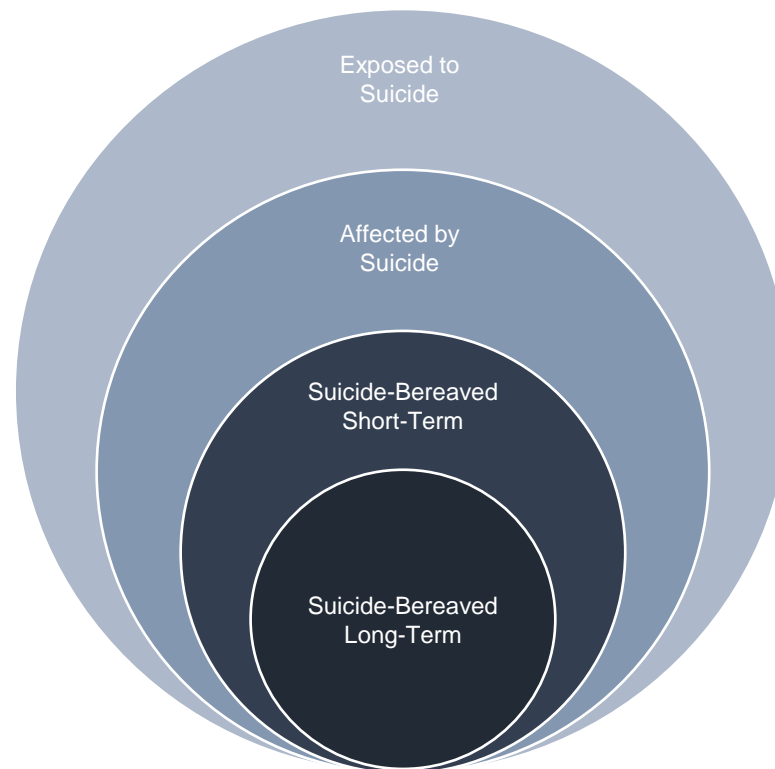 Exposed to
Suicide
Affected by
Suicide
Suicide-Bereaved
Short-Term
Suicide-Bereaved
Long-Term